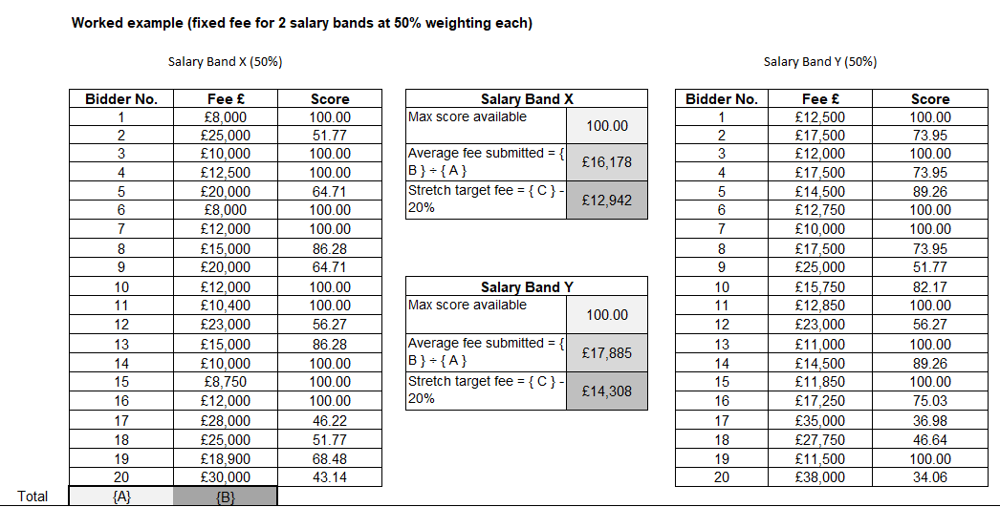 Worked example (fixed fee for 2 salary bands at 50% weighting each)
Salary Band X (50%)
Bidder No. Fee £ Score
1 £8,000 100.00
2 £25,000 51.77
3 £10,000 100.00
4 £12,500 100.00
5 £20,000 64.71
6 £8,000 100.00
7 £12,000 100.00
8 £15,000 86.28
9 £20,000 64.71
10 £12,000 100.00
11 £10,400 100.00
12 £23,000 56.27
13 £15,000 86.28
14 £10,000 100.00
15 £8,750 100.00
16 £12,000 100.00
17 £28,000 46.22
18 £25,000 51.77
19 £18,900 68.48
20 £30,000 43.14
Total {A} {B}
Salary Band X
Max score available 100.00
Average fee submitted = {
B } ÷ { A } £16,178
Stretch target fee = { C } -
20% £12,942
Salary Band Y
Max score available 100.00
Average fee submitted = {
B } ÷ { A } £17,885
Stretch target fee = { C } -
20% £14,308
Salary Band Y (50%)
Bidder No. Fee £ Score
1 £12,500 100.00
2 £17,500 73.95
3 £12,000 100.00
4 £17,500 73.95
5 £14,500 89.26
6 £12,750 100.00
7 £10,000 100.00
8 £17,500 73.95
9 £25,000 51.77
10 £15,750 82.17
11 £12,850 100.00
12 £23,000 56.27
13 £11,000 100.00
14 £14,500 89.26
15 £11,850 100.00
16 £17,250 75.03
17 £35,000 36.98
18 £27,750 46.64
19 £11,500 100.00
20 £38,000 34.06